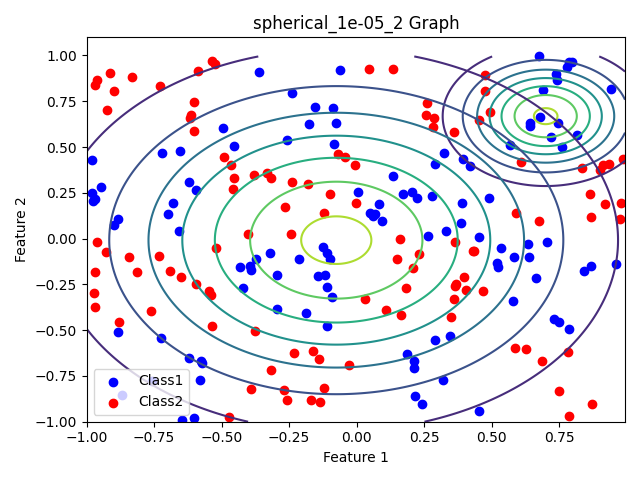 spherical_1e-05_2 Graph
Feature 2
1.00
0.75
0.50
0.25
0.00
−0.25
−0.50
−0.75
−1.00
Class1
Class2
−1.00 −0.75 −0.50 −0.25 0.00 0.25 0.50 0.75
Feature 1